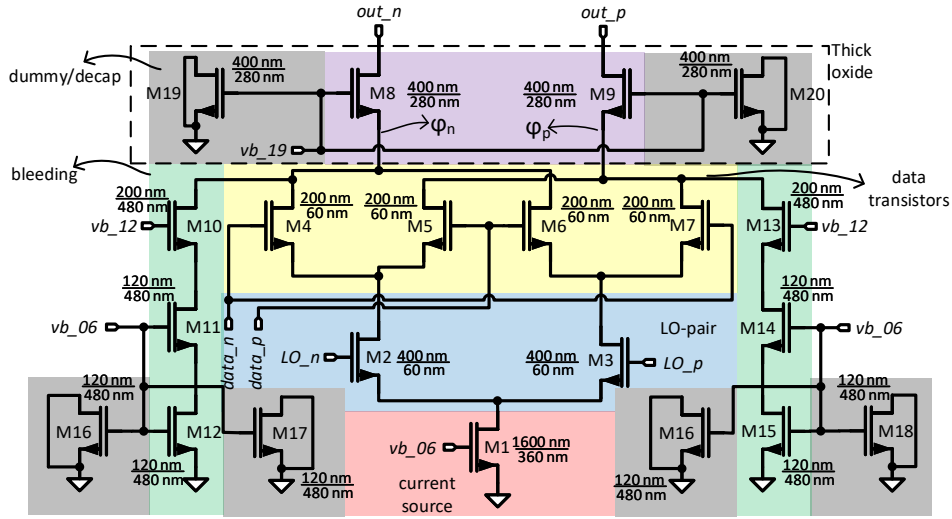 out_n
out_p
dummy/decap
Thick
oxide
400 nm
280 nm
M19
M8
400 nm
280 nm
φn
400 nm
280 nm
M9
φp
400 nm
280 nm
M20
vb_19
bleeding
data
transistors
200 nm
480 nm
vb_12
M10
200 nm
60 nm
M4
200 nm
60 nm
M5
200 nm
60 nm
M6
200 nm
60 nm
M7
200 nm
480 nm
M13
vb_12
120 nm
480 nm
vb_06
M11
data_n
data_p
LO-pair
LO_n
M2
400 nm
60 nm
400 nm
60 nm
M3
LO_p
120 nm
480 nm
M14
vb_06
120 nm
480 nm
M16
M12
120 nm
480 nm
M17
120 nm
480 nm
vb_06
M1
1600 nm
360 nm
current
source
M16
120 nm
480 nm
M15
120 nm
480 nm
120 nm
480 nm
M18